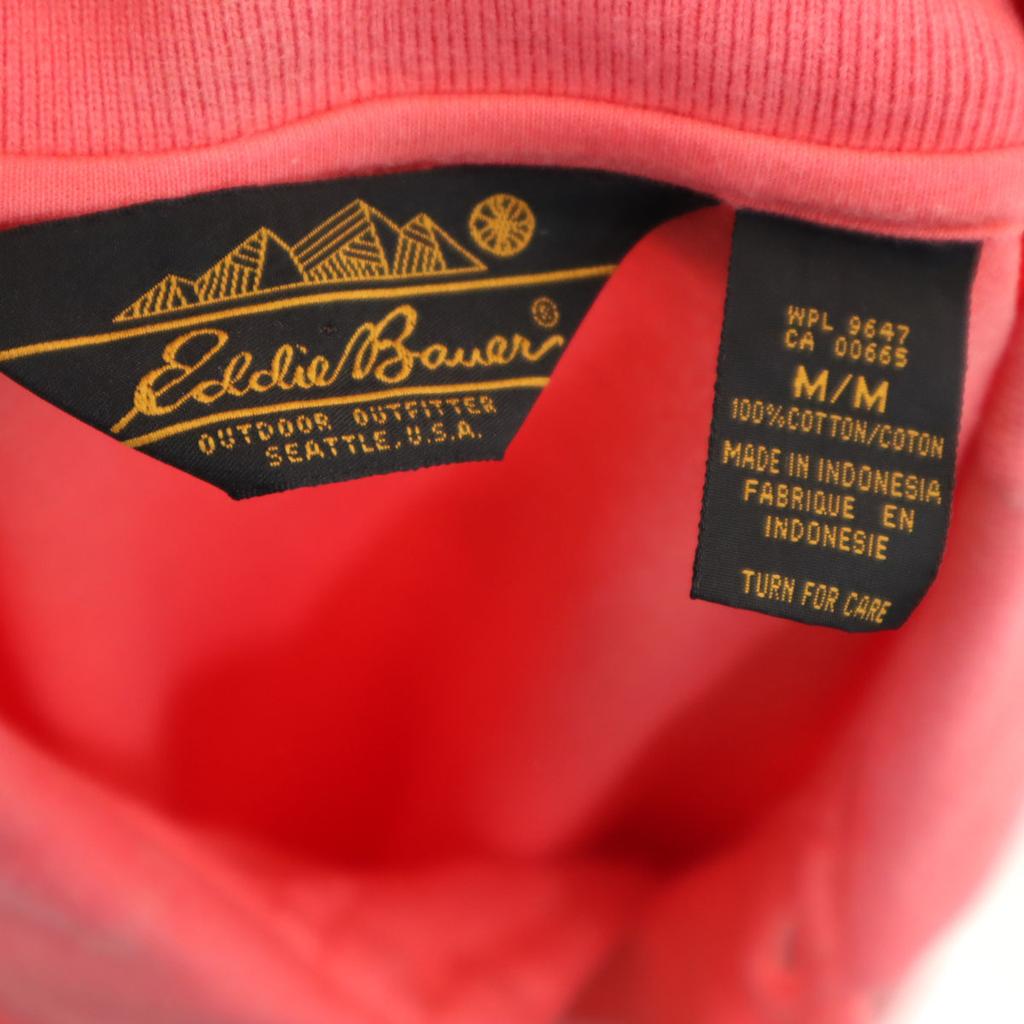 Eddie Bauer®
OUTDOOR OUTFITTER
SEATTLE, U.S.A.
WPL 9647
CA 00665
M/M
100%COTTON/COTON
MADE IN INDONESIA
FABRIQUE EN
INDONESIE
TURN FOR CARE